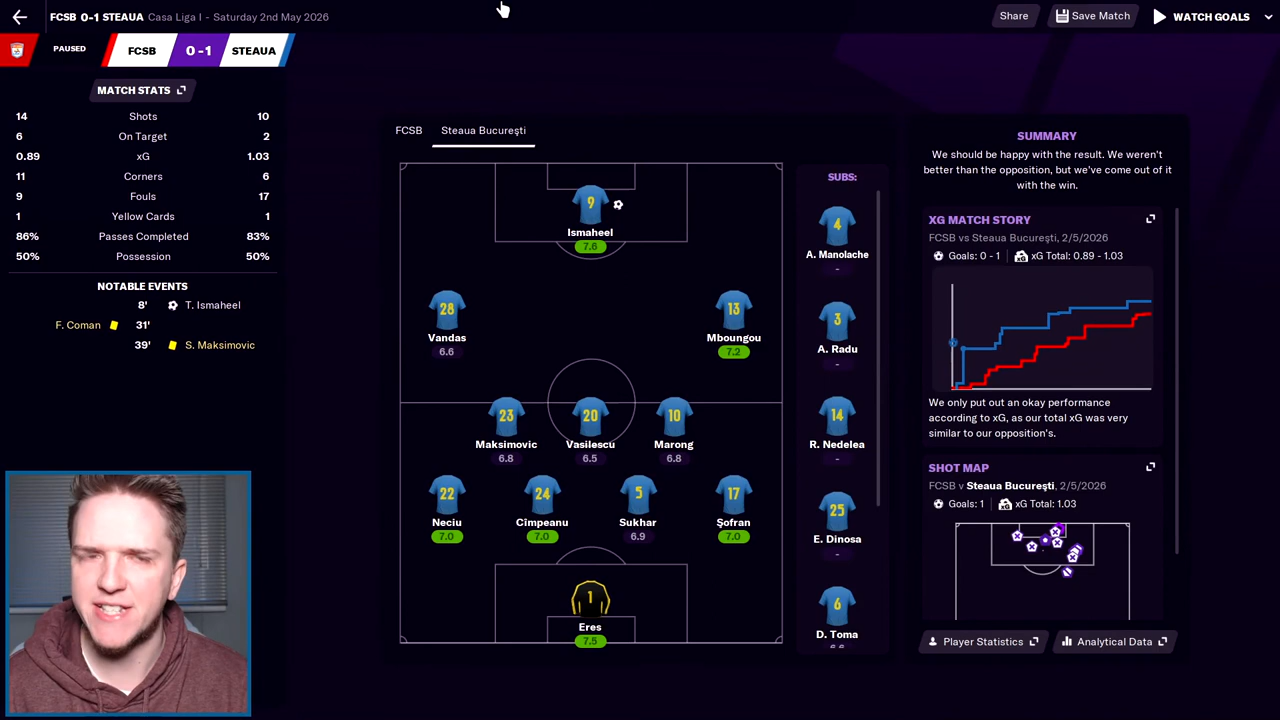 FCSB 0-1 STEAUA Casa Liga I - Saturday 2nd May 2026
Share
Save Match
WATCH GOALS
PAUSED
FCSB
0 - 1
STEAUA
MATCH STATS
14 Shots 10
6 On Target 2
0.89 xG 1.03
11 Corners 6
9 Fouls 17
1 Yellow Cards 1
86% Passes Completed 83%
50% Possession 50%
NOTABLE EVENTS
8' T. Ismaheel
F. Coman 31'
39' S. Maksimovic
FCSB
Steaua Bucureşti
9
Ismaheel
7.6
28
Vandas
6.6
13
Mboungou
7.2
23
Maksimovic
6.8
20
Vasilescu
6.5
10
Marong
6.8
22
Neciu
7.0
24
Cîmpeanu
7.0
5
Sukhar
6.9
17
Şofran
7.0
1
Eres
7.5
SUBS:
4
A. Manolache
-
3
A. Radu
-
14
R. Nedelea
-
25
E. Dinosa
-
6
D. Toma
6.6
SUMMARY
We should be happy with the result. We weren't
better than the opposition, but we've come out of it
with the win.
XG MATCH STORY
FCSB vs Steaua Bucureşti, 2/5/2026
Goals: 0 - 1
xG Total: 0.89 - 1.03
We only put out an okay performance
according to xG, as our total xG was very
similar to our opposition's.
SHOT MAP
FCSB v Steaua Bucureşti, 2/5/2026
Goals: 1
xG Total: 1.03
Player Statistics
Analytical Data